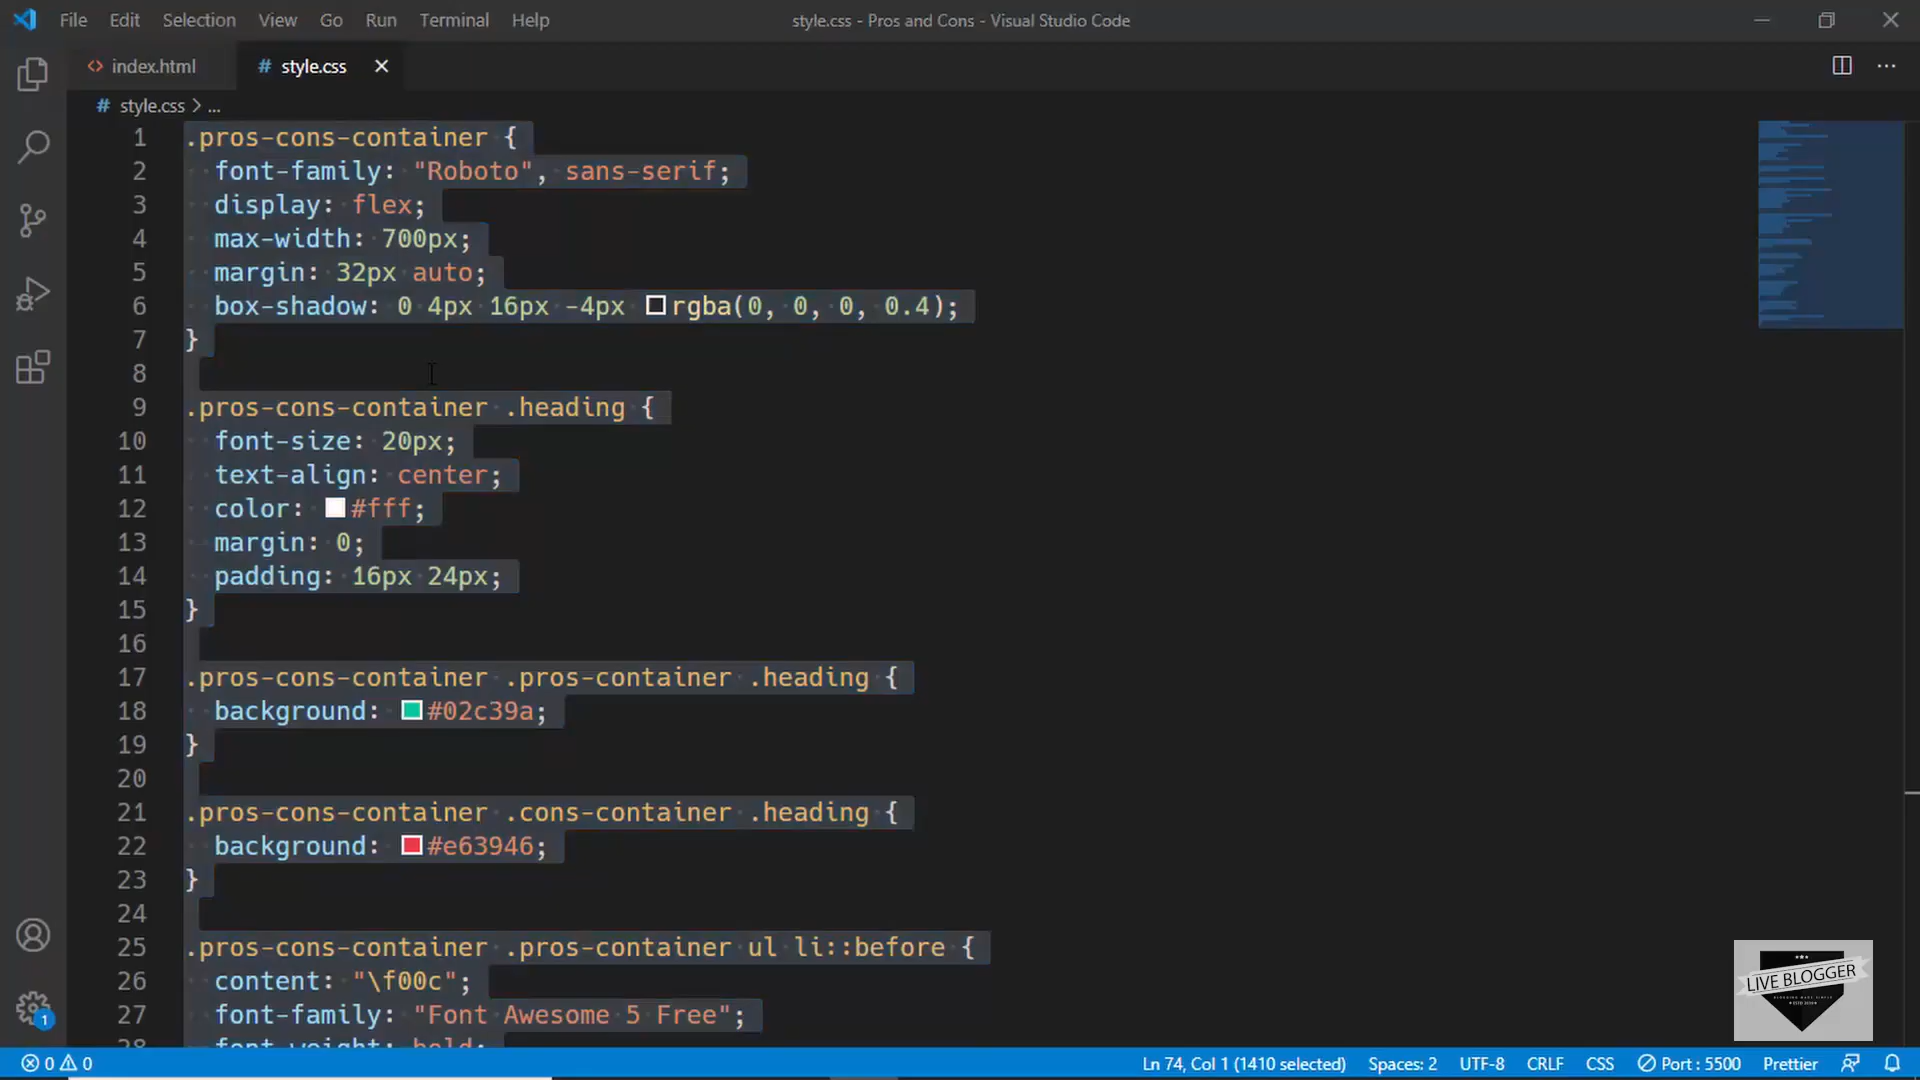 File Edit Selection View Go Run Terminal Help style.css - Pros and Cons - Visual Studio Code
<> index.html # style.css ×
# style.css > ...
1 .pros-cons-container {
2 font-family: "Roboto", sans-serif;
3 display: flex;
4 max-width: 700px;
5 margin: 32px auto;
6 box-shadow: 0 4px 16px -4px rgba(0, 0, 0, 0.4);
7 }
8
9 .pros-cons-container .heading {
10 font-size: 20px;
11 text-align: center;
12 color: #fff;
13 margin: 0;
14 padding: 16px 24px;
15 }
16
17 .pros-cons-container .pros-container .heading {
18 background: #02c39a;
19 }
20
21 .pros-cons-container .cons-container .heading {
22 background: #e63946;
23 }
24
25 .pros-cons-container .pros-container ul li::before {
26 content: "\f00c";
27 font-family: "Font Awesome 5 Free";
28 font-weight: bold;
LIVE BLOGGER
1
0 0 Ln 74, Col 1 (1410 selected) Spaces: 2 UTF-8 CRLF CSS Port : 5500 Prettier